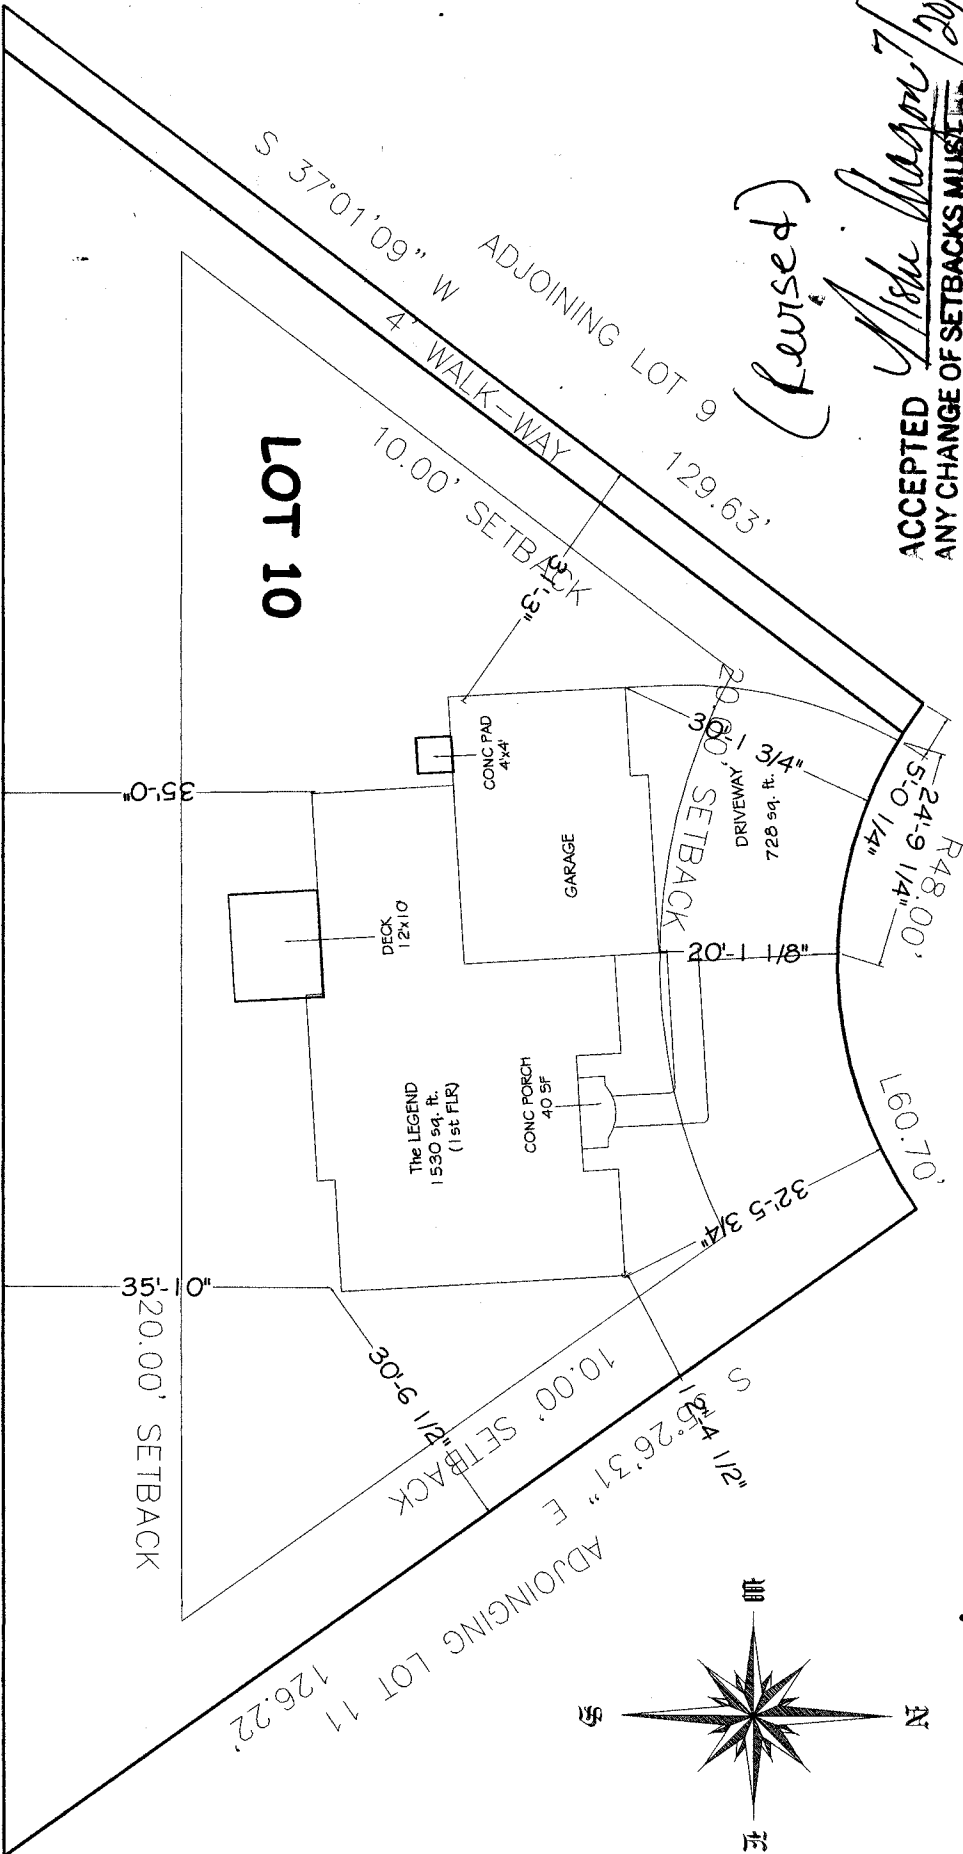 (Revised)
ACCEPTED
ANY CHANGE OF SETBACKS MUST
S 37°01'09" W
129.63'
ADJOINING LOT 9
4' WALK-WAY
10.00' SETBACK
31'-3"
LOT 10
CONC PAD
4'x4'
GARAGE
DRIVEWAY
728 sq. ft.
20.00' SETBACK
30'-1 3/4"
5'-0 1/4"
24'-9 1/4"
R48.00'
L60.70'
20'-1 1/8"
35'-0"
DECK
12'x10'
The LEGEND
1530 sq. ft.
(1st FLR)
CONC PORCH
40 SF
32'-5 3/4"
35'-10"
20.00' SETBACK
30'-6 1/2"
10.00' SETBACK
1/2"
S
26'31" E
ADJOINGING LOT 11
126.22'
N
S
E